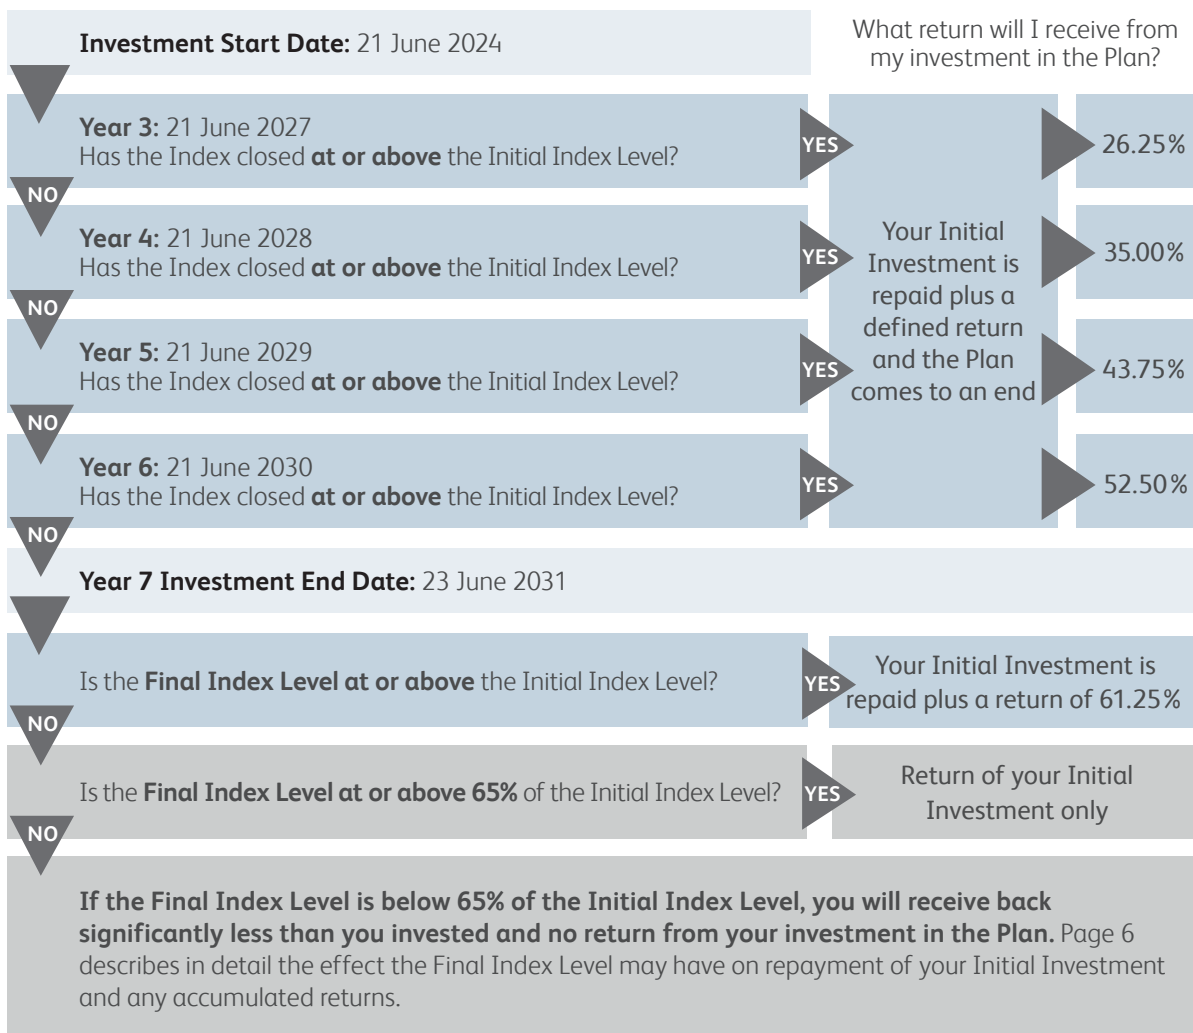 Investment Start Date: 21 June 2024
What return will I receive from
my investment in the Plan?
Year 3: 21 June 2027
Has the Index closed at or above the Initial Index Level?
YES
26.25%
NO
Year 4: 21 June 2028
Has the Index closed at or above the Initial Index Level?
YES
35.00%
NO
Year 5: 21 June 2029
Has the Index closed at or above the Initial Index Level?
YES
43.75%
NO
Year 6: 21 June 2030
Has the Index closed at or above the Initial Index Level?
YES
52.50%
Your Initial
Investment is
repaid plus a
defined return
and the Plan
comes to an end
NO
Year 7 Investment End Date: 23 June 2031
Is the Final Index Level at or above the Initial Index Level?
YES
Your Initial Investment is
repaid plus a return of 61.25%
NO
Is the Final Index Level at or above 65% of the Initial Index Level?
YES
Return of your Initial
Investment only
NO
If the Final Index Level is below 65% of the Initial Index Level, you will receive back
significantly less than you invested and no return from your investment in the Plan. Page 6
describes in detail the effect the Final Index Level may have on repayment of your Initial Investment
and any accumulated returns.